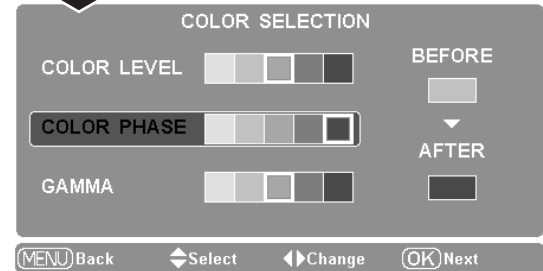 COLOR SELECTION
COLOR LEVEL
BEFORE
COLOR PHASE
AFTER
GAMMA
MENU Back Select Change OK Next